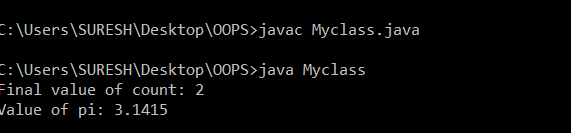 C:\Users\SURESH\Desktop\OOPS>javac Myclass.java
C:\Users\SURESH\Desktop\OOPS>java Myclass
Final value of count: 2
Value of pi: 3.1415